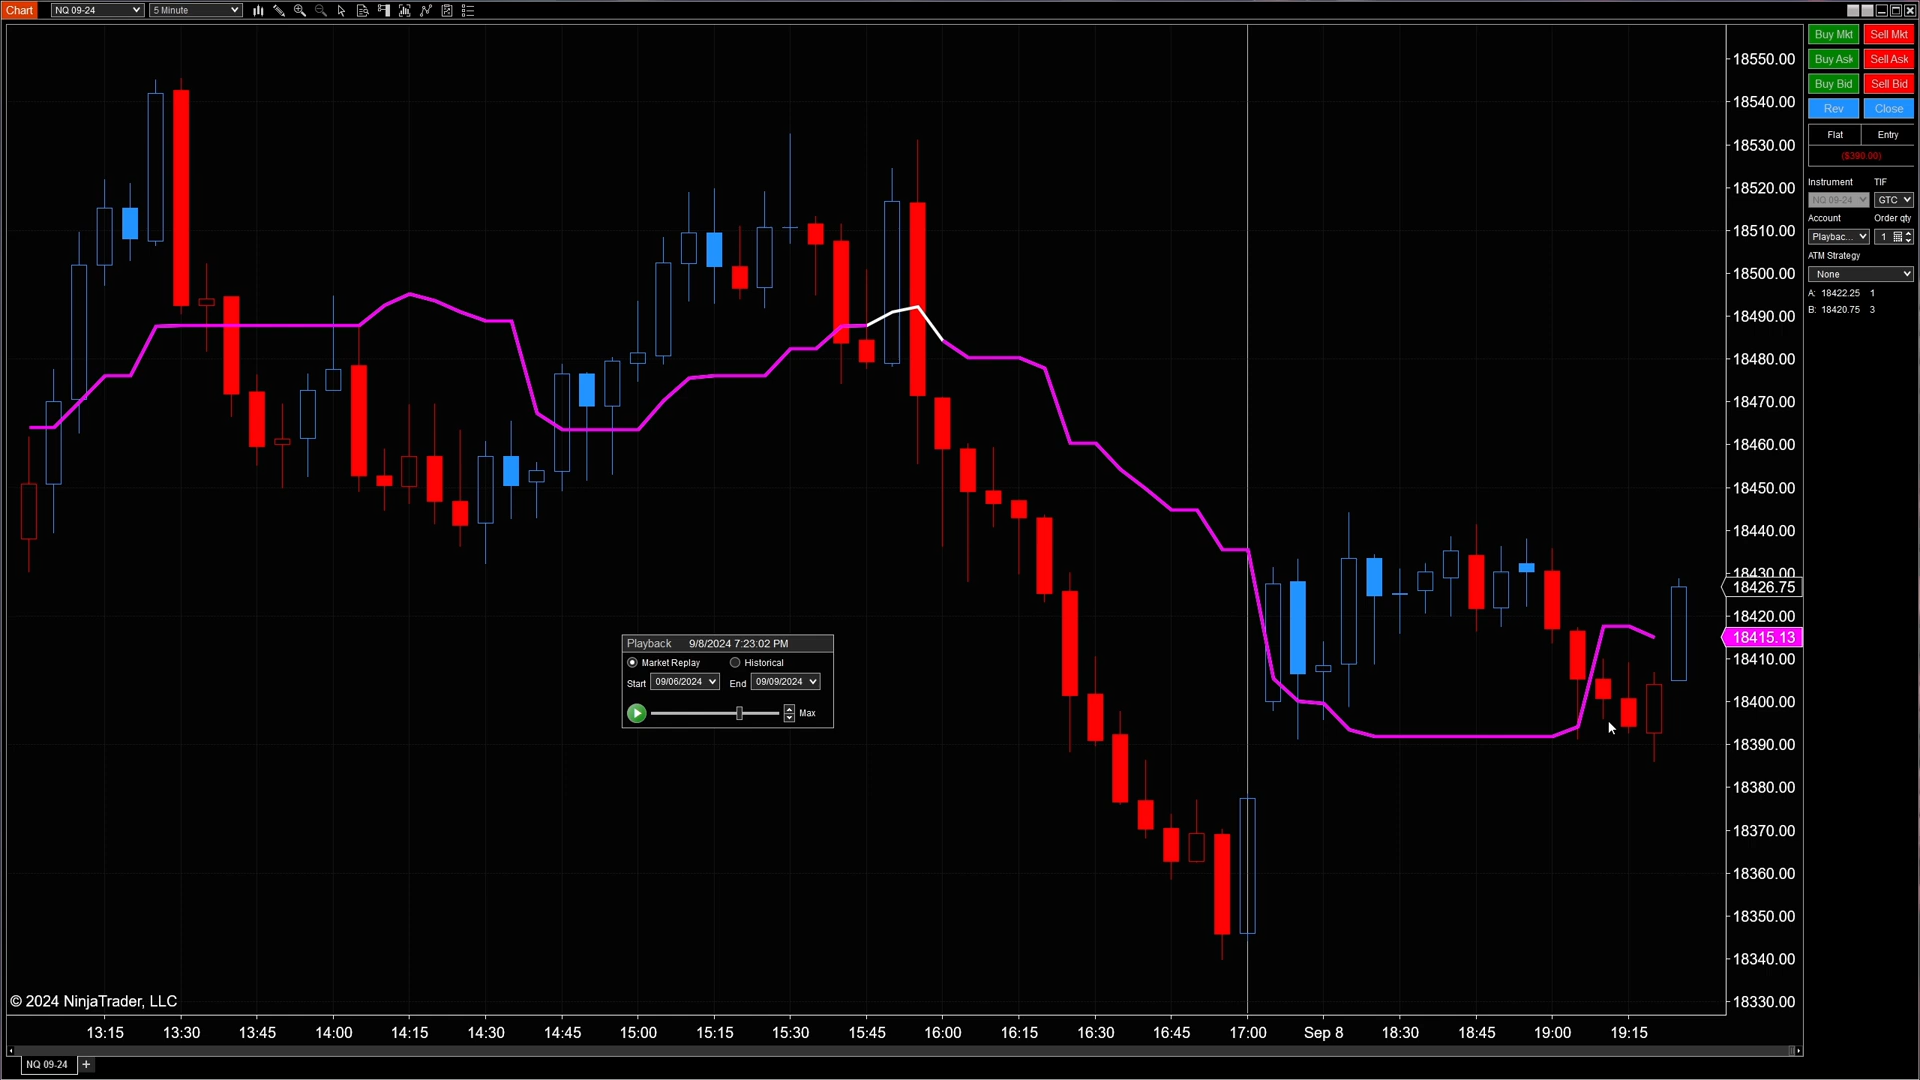 Chart NQ 09-24 5 Minute
18550.00
18540.00
18530.00
18520.00
18510.00
18500.00
18490.00
18480.00
18470.00
18460.00
18450.00
18440.00
18430.00
18426.75
18420.00
18415.13
18410.00
18400.00
18390.00
18380.00
18370.00
18360.00
18350.00
18340.00
18330.00
Buy Mkt Sell Mkt
Buy Ask Sell Ask
Buy Bid Sell Bid
Rev Close
Flat Entry
($390.00)
Instrument TIF
NQ 09-24 GTC
Account Order qty
Playbac... 1
ATM Strategy
None
A: 18422.25 1
B: 18420.75 3
Playback 9/8/2024 7:23:02 PM
Market Replay Historical
Start 09/06/2024 End 09/09/2024
Max
© 2024 NinjaTrader, LLC
13:15 13:30 13:45 14:00 14:15 14:30 14:45 15:00 15:15 15:30 15:45 16:00 16:15 16:30 16:45 17:00 Sep 8 18:30 18:45 19:00 19:15
NQ 09-24 +